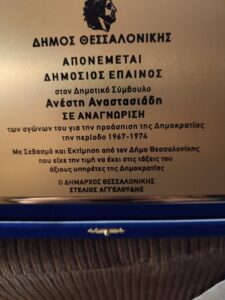 ΔΗΜΟΣ ΘΕΣΣΑΛΟΝΙΚΗΣ
ΑΠΟΝΕΜΕΤΑΙ
ΔΗΜΟΣΙΟΣ ΕΠΑΙΝΟΣ
στον Δημοτικό Σύμβουλο
Ανέστη Αναστασιάδη
ΣΕ ΑΝΑΓΝΩΡΙΣΗ
των αγώνων του για την προάσπιση της Δημοκρατίας
την περίοδο 1967-1974
Με Σεβασμό και Εκτίμηση από τον Δήμο Θεσσαλονίκης
που είχε την τιμή να έχει στις τάξεις του
άξιους υπηρέτες της Δημοκρατίας
Ο ΔΗΜΑΡΧΟΣ ΘΕΣΣΑΛΟΝΙΚΗΣ
ΣΤΕΛΙΟΣ ΑΓΓΕΛΟΥΔΗΣ